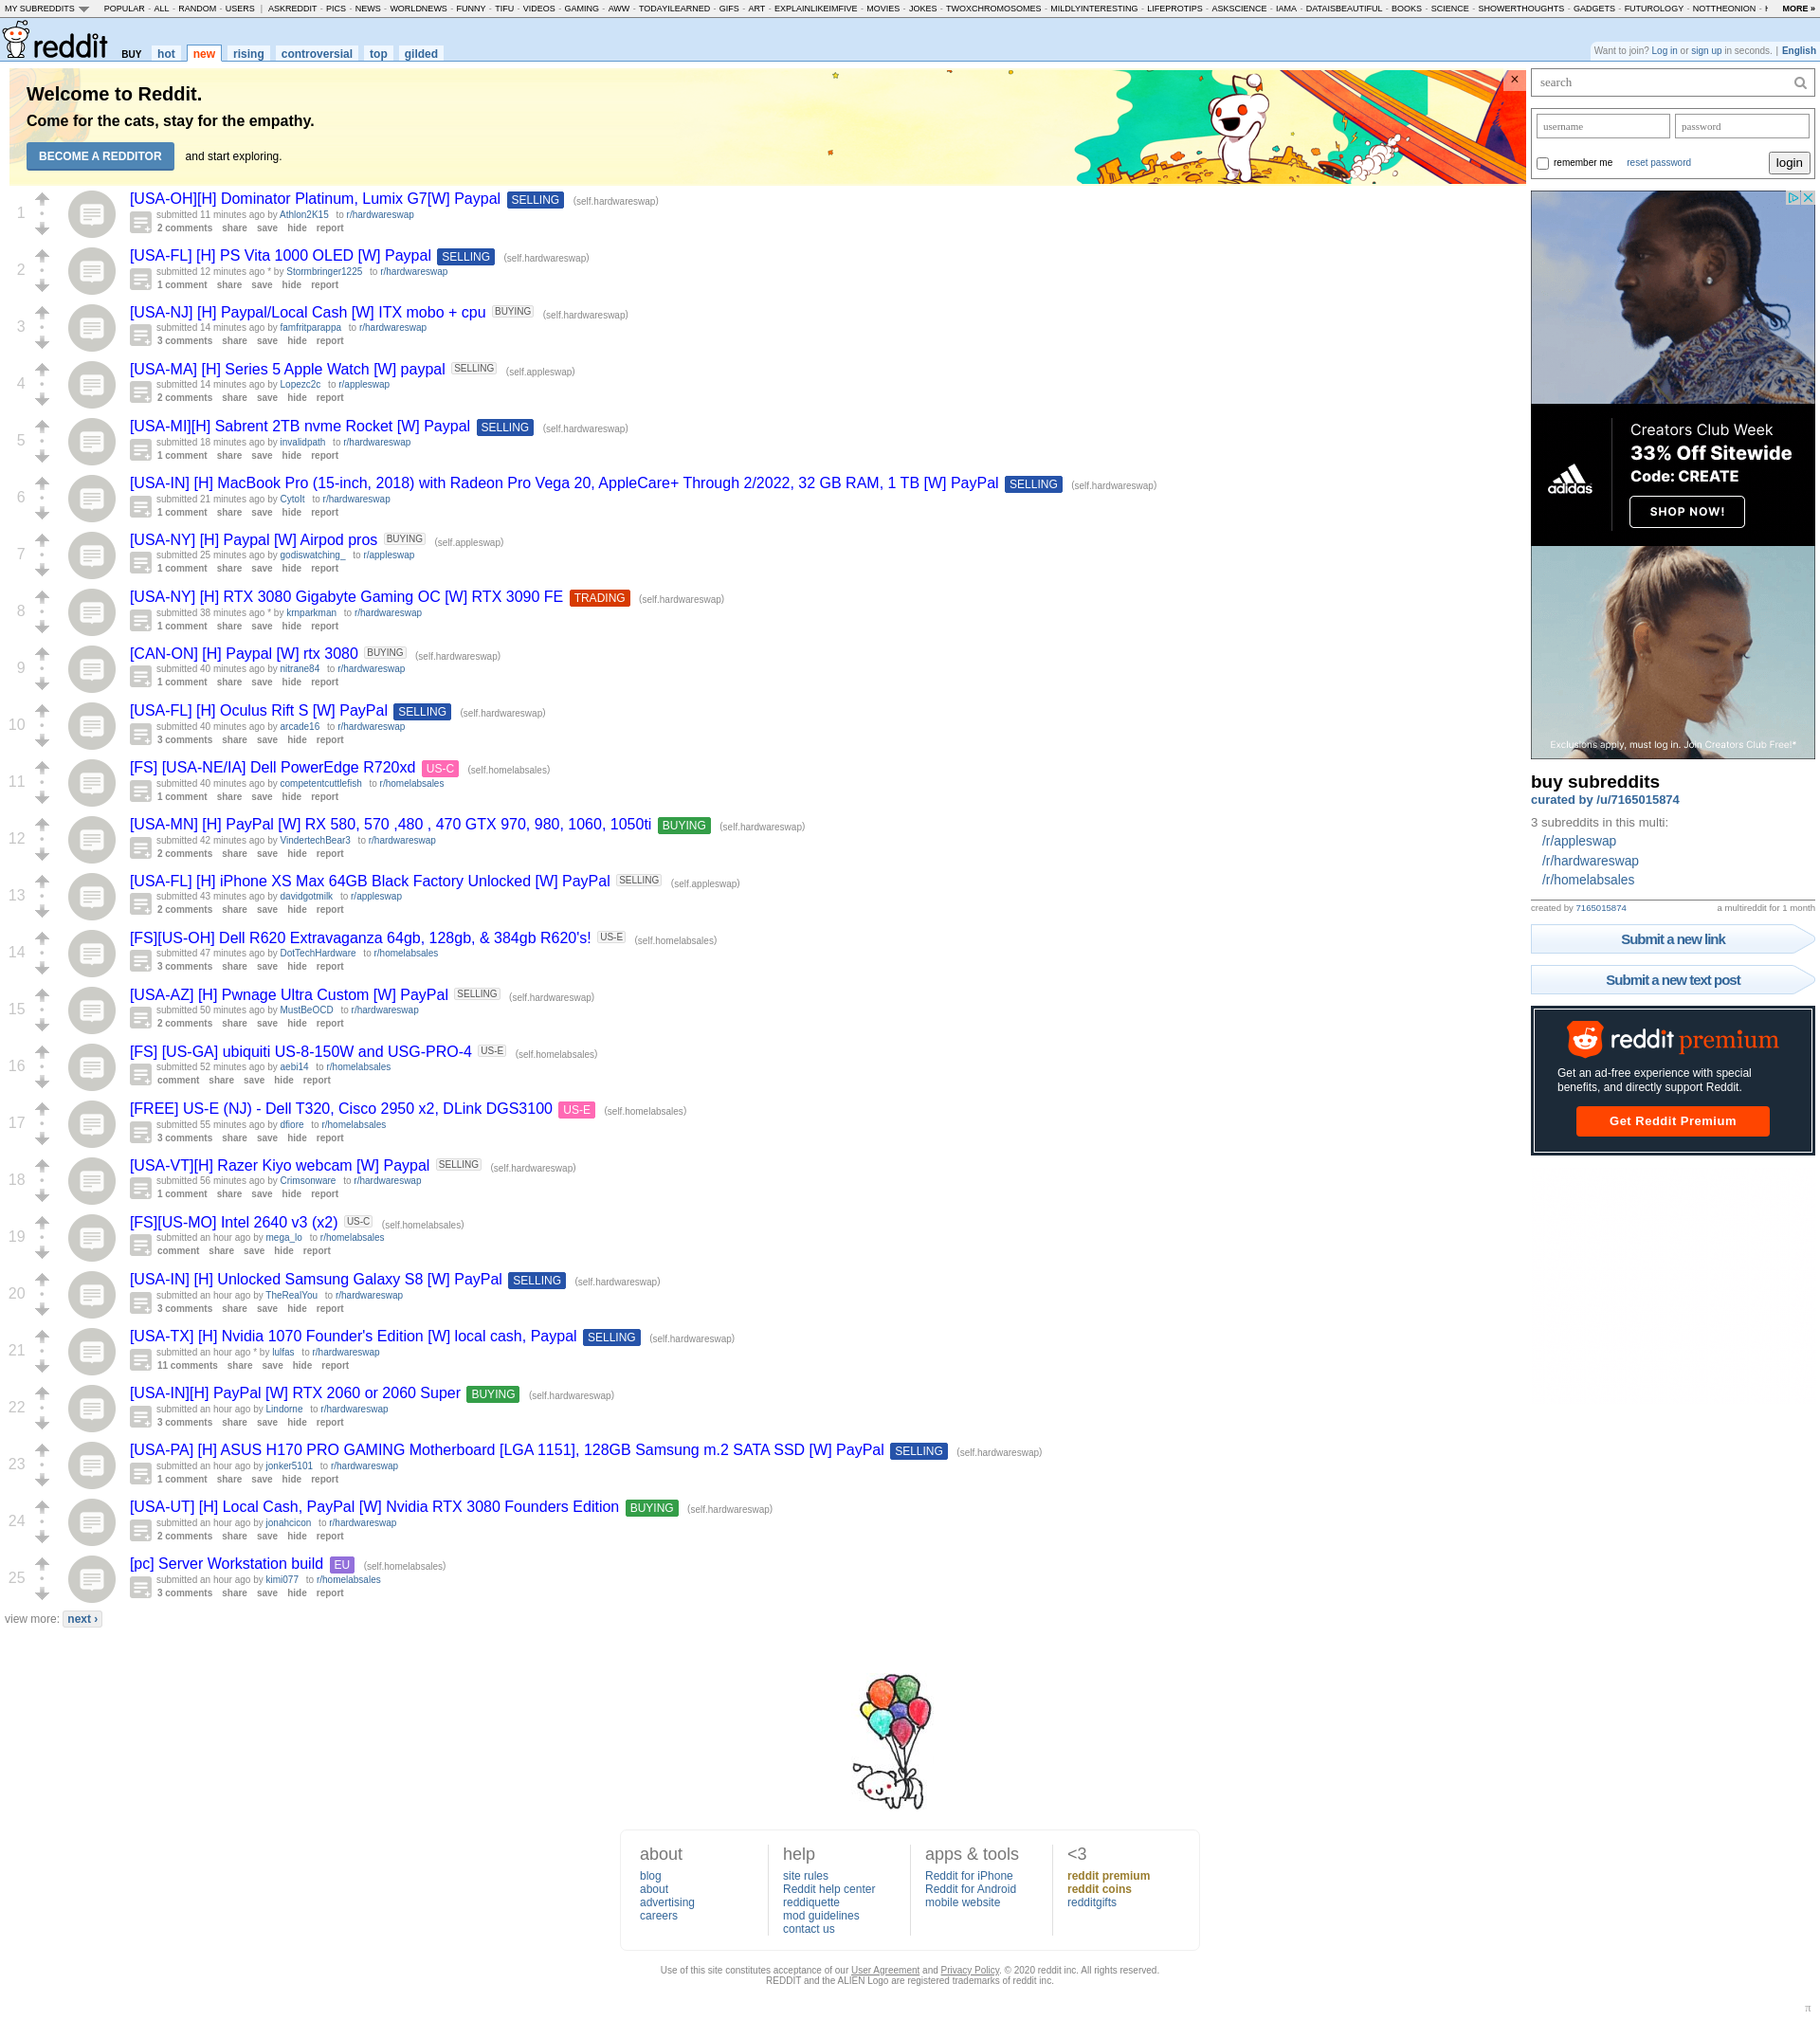 MY SUBREDDITS POPULAR - ALL - RANDOM - USERS | ASKREDDIT - PICS - NEWS - WORLDNEWS - FUNNY - TIFU - VIDEOS - GAMING - AWW - TODAYILEARNED - GIFS - ART - EXPLAINLIKEIMFIVE - MOVIES - JOKES - TWOXCHROMOSOMES - MILDLYINTERESTING - LIFEPROTIPS - ASKSCIENCE - IAMA - DATAISBEAUTIFUL - BOOKS - SCIENCE - SHOWERTHOUGHTS - GADGETS - FUTUROLOGY - NOTTHEONION - MORE »
reddit BUY hot new rising controversial top gilded
Want to join? Log in or sign up in seconds. | English
Welcome to Reddit.
Come for the cats, stay for the empathy.
BECOME A REDDITOR and start exploring.
×
1
[USA-OH][H] Dominator Platinum, Lumix G7[W] Paypal SELLING (self.hardwareswap)
submitted 11 minutes ago by Athlon2K15 to r/hardwareswap
2 comments share save hide report
2
[USA-FL] [H] PS Vita 1000 OLED [W] Paypal SELLING (self.hardwareswap)
submitted 12 minutes ago * by Stormbringer1225 to r/hardwareswap
1 comment share save hide report
3
[USA-NJ] [H] Paypal/Local Cash [W] ITX mobo + cpu BUYING (self.hardwareswap)
submitted 14 minutes ago by famfritparappa to r/hardwareswap
3 comments share save hide report
4
[USA-MA] [H] Series 5 Apple Watch [W] paypal SELLING (self.appleswap)
submitted 14 minutes ago by Lopezc2c to r/appleswap
2 comments share save hide report
5
[USA-MI][H] Sabrent 2TB nvme Rocket [W] Paypal SELLING (self.hardwareswap)
submitted 18 minutes ago by invalidpath to r/hardwareswap
1 comment share save hide report
6
[USA-IN] [H] MacBook Pro (15-inch, 2018) with Radeon Pro Vega 20, AppleCare+ Through 2/2022, 32 GB RAM, 1 TB [W] PayPal SELLING (self.hardwareswap)
submitted 21 minutes ago by Cytolt to r/hardwareswap
1 comment share save hide report
7
[USA-NY] [H] Paypal [W] Airpod pros BUYING (self.appleswap)
submitted 25 minutes ago by godiswatching_ to r/appleswap
1 comment share save hide report
8
[USA-NY] [H] RTX 3080 Gigabyte Gaming OC [W] RTX 3090 FE TRADING (self.hardwareswap)
submitted 38 minutes ago * by krnparkman to r/hardwareswap
1 comment share save hide report
9
[CAN-ON] [H] Paypal [W] rtx 3080 BUYING (self.hardwareswap)
submitted 40 minutes ago by nitrane84 to r/hardwareswap
1 comment share save hide report
10
[USA-FL] [H] Oculus Rift S [W] PayPal SELLING (self.hardwareswap)
submitted 40 minutes ago by arcade16 to r/hardwareswap
3 comments share save hide report
11
[FS] [USA-NE/IA] Dell PowerEdge R720xd US-C (self.homelabsales)
submitted 40 minutes ago by competentcuttlefish to r/homelabsales
1 comment share save hide report
12
[USA-MN] [H] PayPal [W] RX 580, 570 ,480 , 470 GTX 970, 980, 1060, 1050ti BUYING (self.hardwareswap)
submitted 42 minutes ago by VindertechBear3 to r/hardwareswap
2 comments share save hide report
13
[USA-FL] [H] iPhone XS Max 64GB Black Factory Unlocked [W] PayPal SELLING (self.appleswap)
submitted 43 minutes ago by davidgotmilk to r/appleswap
2 comments share save hide report
14
[FS][US-OH] Dell R620 Extravaganza 64gb, 128gb, & 384gb R620's! US-E (self.homelabsales)
submitted 47 minutes ago by DotTechHardware to r/homelabsales
3 comments share save hide report
15
[USA-AZ] [H] Pwnage Ultra Custom [W] PayPal SELLING (self.hardwareswap)
submitted 50 minutes ago by MustBeOCD to r/hardwareswap
2 comments share save hide report
16
[FS] [US-GA] ubiquiti US-8-150W and USG-PRO-4 US-E (self.homelabsales)
submitted 52 minutes ago by aebi14 to r/homelabsales
comment share save hide report
17
[FREE] US-E (NJ) - Dell T320, Cisco 2950 x2, DLink DGS3100 US-E (self.homelabsales)
submitted 55 minutes ago by dfiore to r/homelabsales
3 comments share save hide report
18
[USA-VT][H] Razer Kiyo webcam [W] Paypal SELLING (self.hardwareswap)
submitted 56 minutes ago by Crimsonware to r/hardwareswap
1 comment share save hide report
19
[FS][US-MO] Intel 2640 v3 (x2) US-C (self.homelabsales)
submitted an hour ago by mega_lo to r/homelabsales
comment share save hide report
20
[USA-IN] [H] Unlocked Samsung Galaxy S8 [W] PayPal SELLING (self.hardwareswap)
submitted an hour ago by TheRealYou to r/hardwareswap
3 comments share save hide report
21
[USA-TX] [H] Nvidia 1070 Founder's Edition [W] local cash, Paypal SELLING (self.hardwareswap)
submitted an hour ago * by lulfas to r/hardwareswap
11 comments share save hide report
22
[USA-IN][H] PayPal [W] RTX 2060 or 2060 Super BUYING (self.hardwareswap)
submitted an hour ago by Lindorne to r/hardwareswap
3 comments share save hide report
23
[USA-PA] [H] ASUS H170 PRO GAMING Motherboard [LGA 1151], 128GB Samsung m.2 SATA SSD [W] PayPal SELLING (self.hardwareswap)
submitted an hour ago by jonker5101 to r/hardwareswap
1 comment share save hide report
24
[USA-UT] [H] Local Cash, PayPal [W] Nvidia RTX 3080 Founders Edition BUYING (self.hardwareswap)
submitted an hour ago by jonahcicon to r/hardwareswap
2 comments share save hide report
25
[pc] Server Workstation build EU (self.homelabsales)
submitted an hour ago by kimi077 to r/homelabsales
3 comments share save hide report
view more: next ›
search
username password
remember me reset password login
Creators Club Week
33% Off Sitewide
Code: CREATE
adidas
SHOP NOW!
Exclusions apply, must log in. Join Creators Club Free!*
buy subreddits
curated by /u/7165015874
3 subreddits in this multi:
/r/appleswap
/r/hardwareswap
/r/homelabsales
created by 7165015874 a multireddit for 1 month
Submit a new link
Submit a new text post
reddit premium
Get an ad-free experience with special
benefits, and directly support Reddit.
Get Reddit Premium
about
blog
about
advertising
careers
help
site rules
Reddit help center
reddiquette
mod guidelines
contact us
apps & tools
Reddit for iPhone
Reddit for Android
mobile website
<3
reddit premium
reddit coins
redditgifts
Use of this site constitutes acceptance of our User Agreement and Privacy Policy. © 2020 reddit inc. All rights reserved.
REDDIT and the ALIEN Logo are registered trademarks of reddit inc.
π